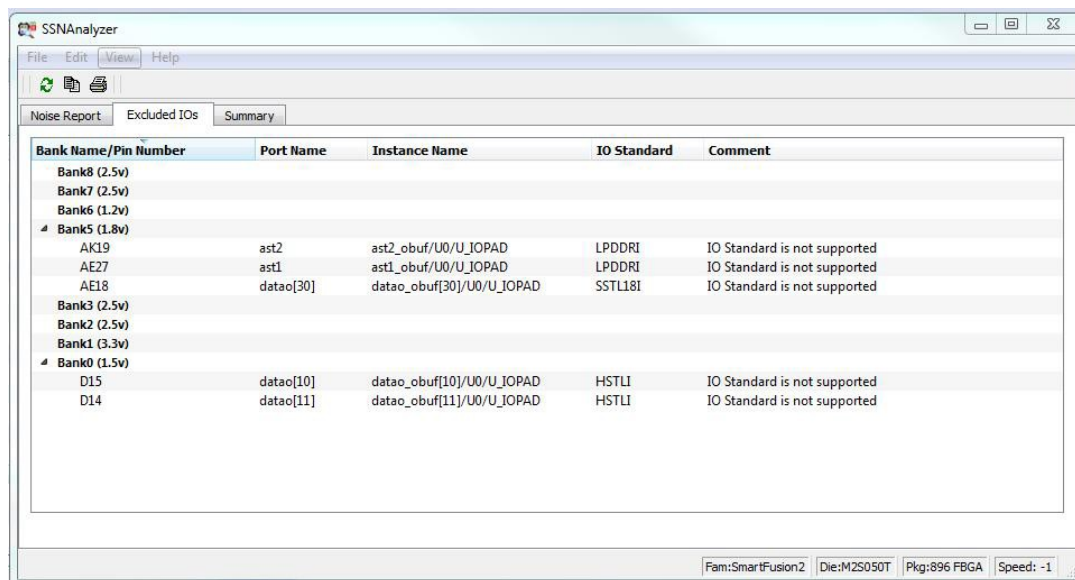 SSNAnalyzer
File Edit View Help
Noise Report Excluded IOs Summary
Bank Name/Pin Number Port Name Instance Name IO Standard Comment
Bank8 (2.5v)
Bank7 (2.5v)
Bank6 (1.2v)
Bank5 (1.8v)
AK19 ast2 ast2_obuf/U0/U_IOPAD LPDDRI IO Standard is not supported
AE27 ast1 ast1_obuf/U0/U_IOPAD LPDDRI IO Standard is not supported
AE18 datao[30] datao_obuf[30]/U0/U_IOPAD SSTL18I IO Standard is not supported
Bank3 (2.5v)
Bank2 (2.5v)
Bank1 (3.3v)
Bank0 (1.5v)
D15 datao[10] datao_obuf[10]/U0/U_IOPAD HSTLI IO Standard is not supported
D14 datao[11] datao_obuf[11]/U0/U_IOPAD HSTLI IO Standard is not supported
Fam:SmartFusion2 Die:M2S050T Pkg:896 FBGA Speed: -1